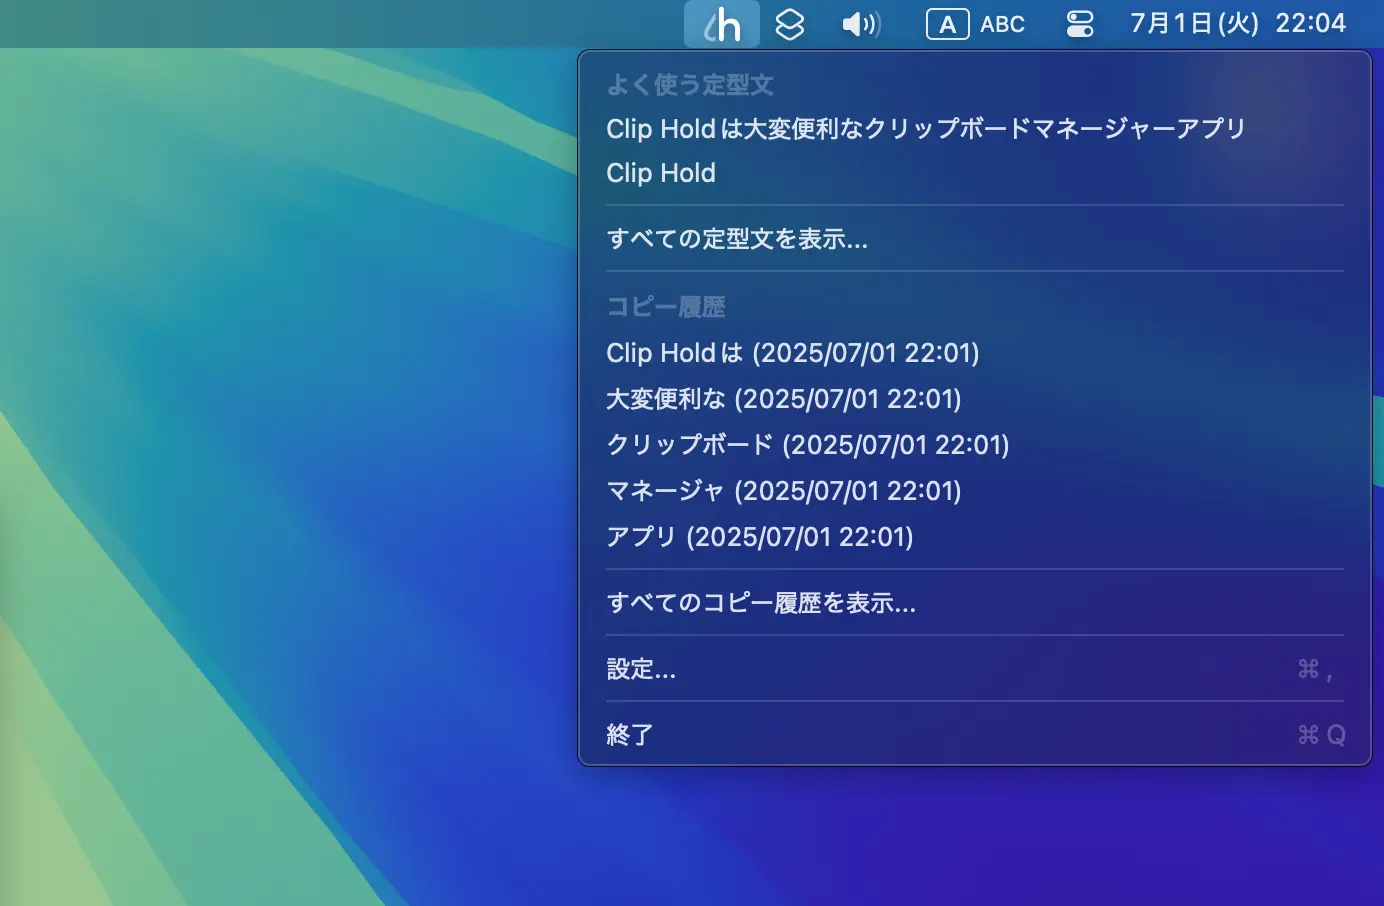 h A ABC 7月1日(火) 22:04
よく使う定型文
Clip Holdは大変便利なクリップボードマネージャーアプリ
Clip Hold
すべての定型文を表示...
コピー履歴
Clip Holdは (2025/07/01 22:01)
大変便利な (2025/07/01 22:01)
クリップボード (2025/07/01 22:01)
マネージャ (2025/07/01 22:01)
アプリ (2025/07/01 22:01)
すべてのコピー履歴を表示...
設定... ⌘ ,
終了 ⌘ Q